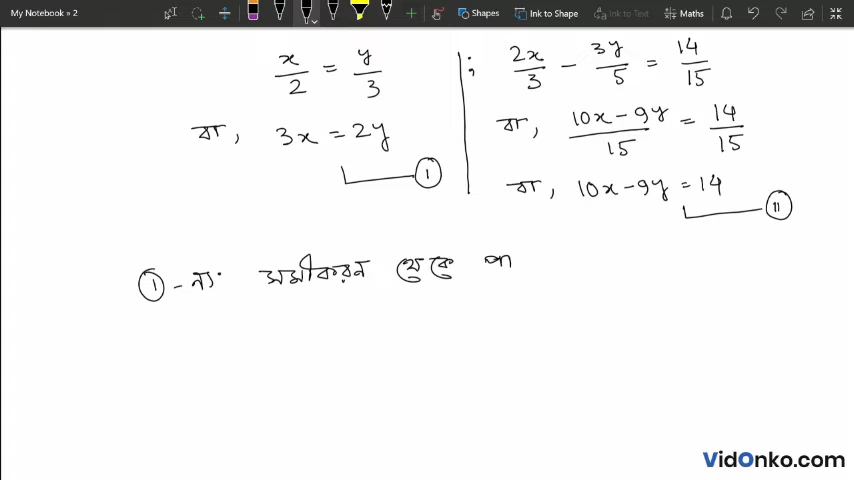 My Notebook » 2 Shapes Ink to Shape Ink to Text Maths
x/2 = y/3 ; 2x/3 - 3y/5 = 14/15
বা, 3x = 2y
①
বা, (10x - 9y)/15 = 14/15
বা, 10x - 9y = 14
⑪
① - নং সমীকরন থেকে পা
VidOnko.com